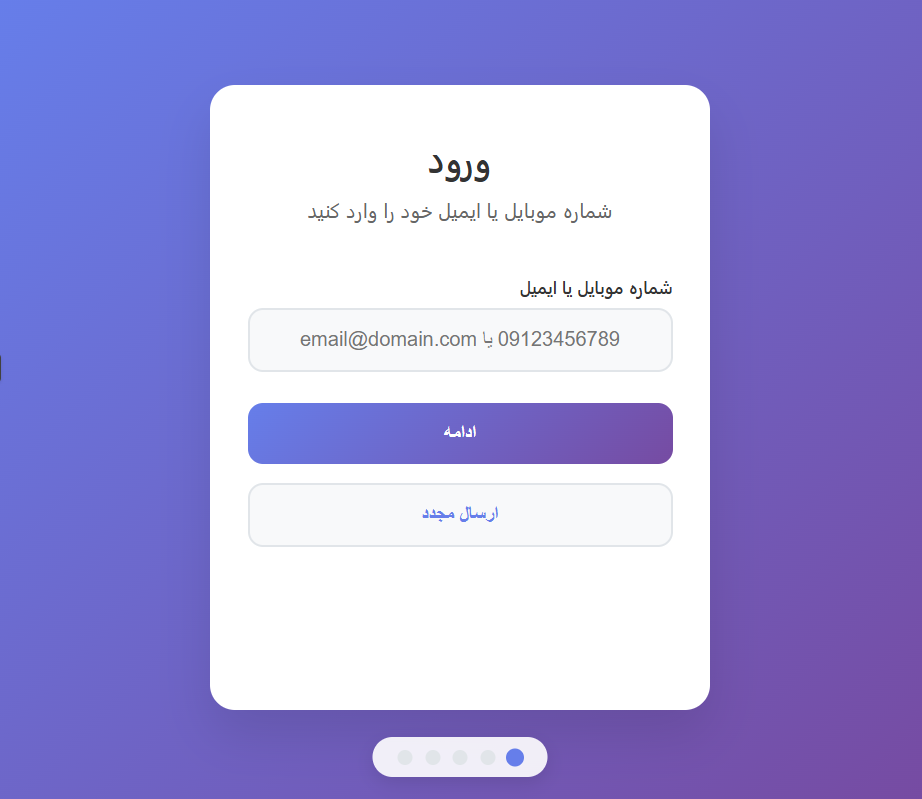 ورود
شماره موبایل یا ایمیل خود را وارد کنید
شماره موبایل یا ایمیل
09123456789 یا email@domain.com
ادامه
ارسال مجدد